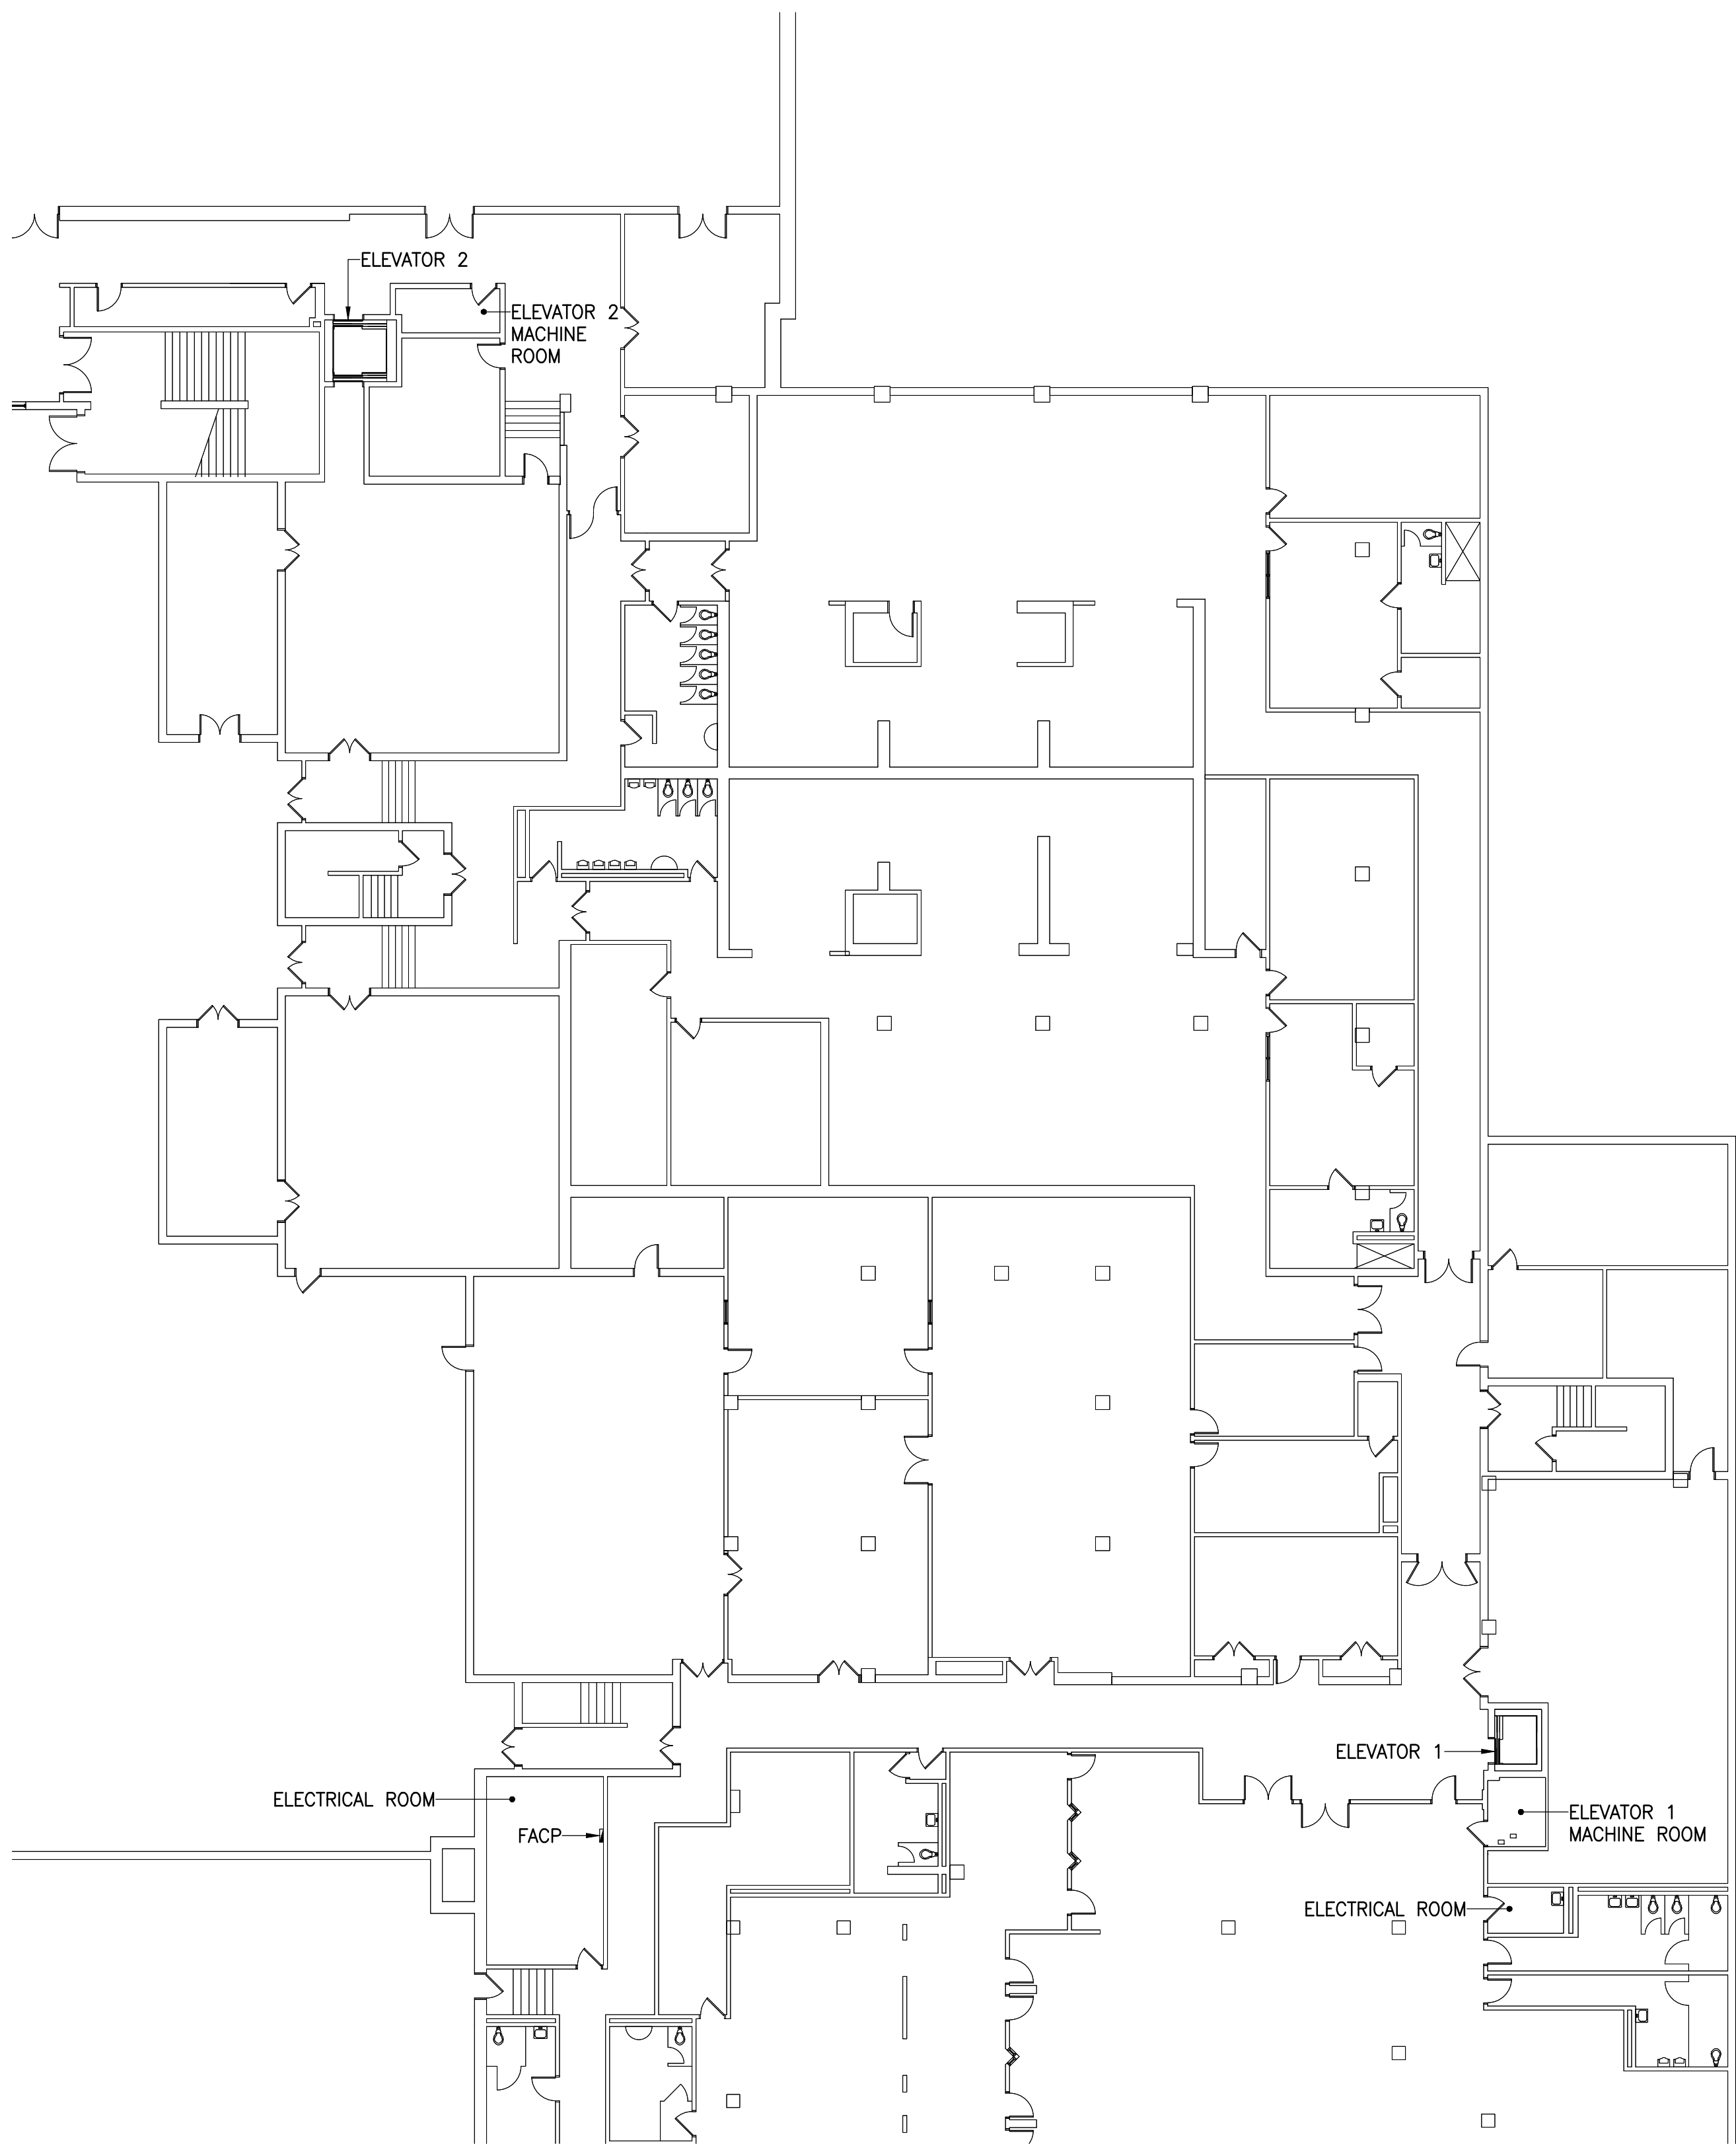 ELEVATOR 2
ELEVATOR 2
MACHINE
ROOM
ELEVATOR 1
ELECTRICAL ROOM
ELEVATOR 1
MACHINE ROOM
FACP
ELECTRICAL ROOM